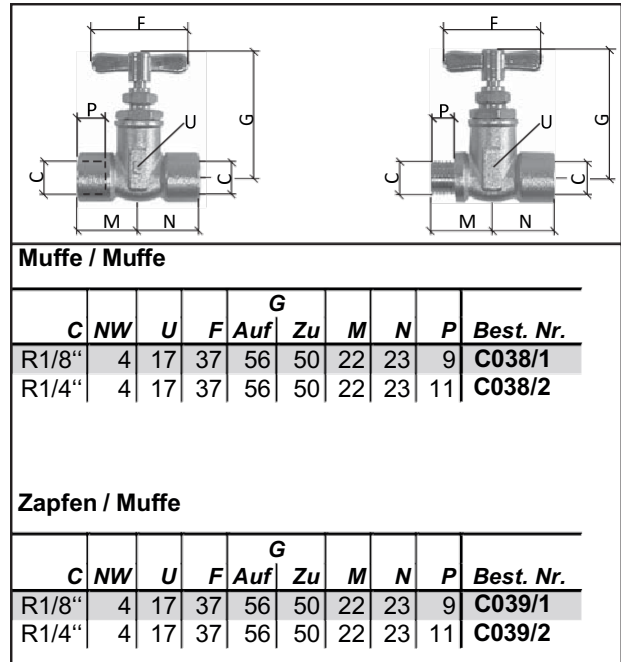 F F
P U G P U G
C C C C
M N M N
Muffe / Muffe
G
C NW U F Auf Zu M N P Best. Nr.
R1/8“ 4 17 37 56 50 22 23 9 C038/1
R1/4“ 4 17 37 56 50 22 23 11 C038/2
Zapfen / Muffe
G
C NW U F Auf Zu M N P Best. Nr.
R1/8“ 4 17 37 56 50 22 23 9 C039/1
R1/4“ 4 17 37 56 50 22 23 11 C039/2